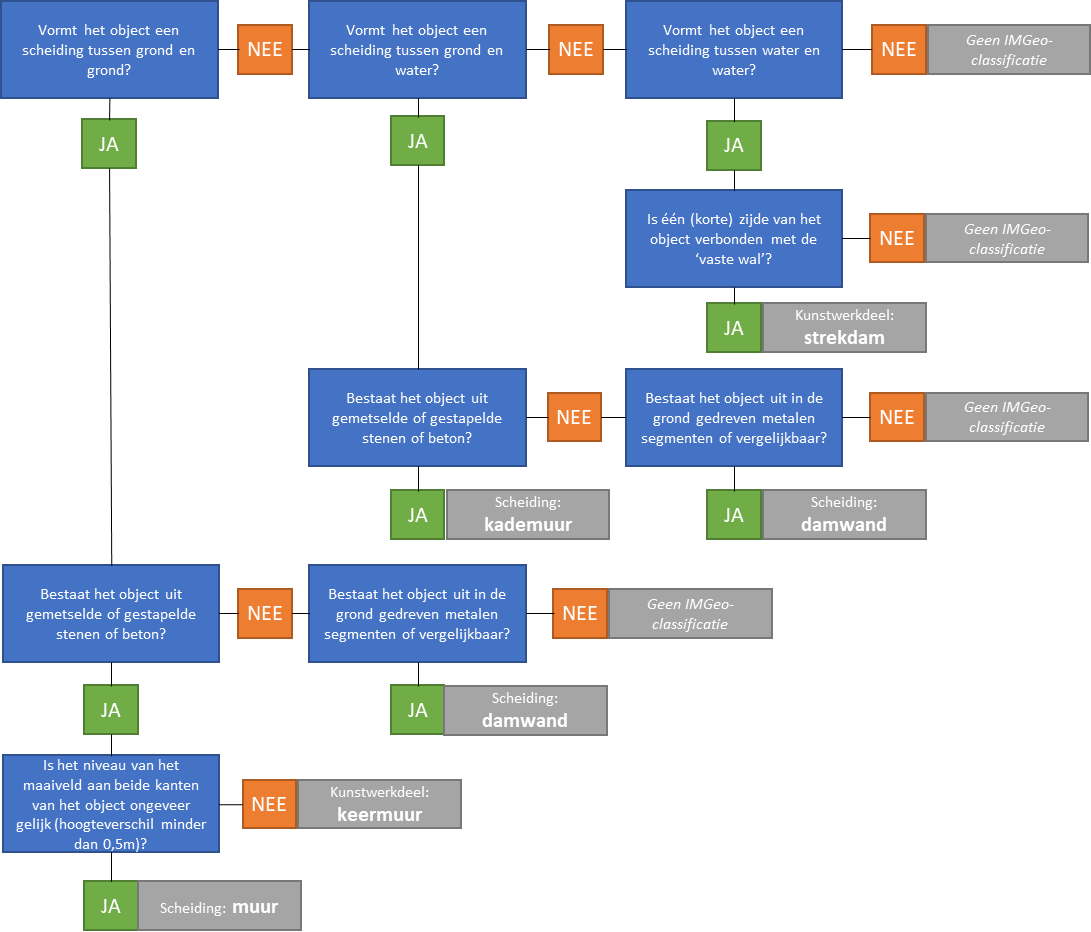 Vormt het object een
scheiding tussen grond en
grond?
NEE
Vormt het object een
scheiding tussen grond en
water?
NEE
Vormt het object een
scheiding tussen water en
water?
NEE
Geen IMGeo-
classificatie
JA
JA
JA
Is één (korte) zijde van het
object verbonden met de
‘vaste wal’?
NEE
Geen IMGeo-
classificatie
JA
Kunstwerkdeel:
strekdam
Bestaat het object uit
gemetselde of gestapelde
stenen of beton?
NEE
Bestaat het object uit in de
grond gedreven metalen
segmenten of vergelijkbaar?
NEE
Geen IMGeo-
classificatie
JA
Scheiding:
kademuur
JA
Scheiding:
damwand
Bestaat het object uit
gemetselde of gestapelde
stenen of beton?
NEE
Bestaat het object uit in de
grond gedreven metalen
segmenten of vergelijkbaar?
NEE
Geen IMGeo-
classificatie
JA
JA
Scheiding:
damwand
Is het niveau van het
maaiveld aan beide kanten
van het object ongeveer
gelijk (hoogteverschil minder
dan 0,5m)?
NEE
Kunstwerkdeel:
keermuur
JA
Scheiding: muur